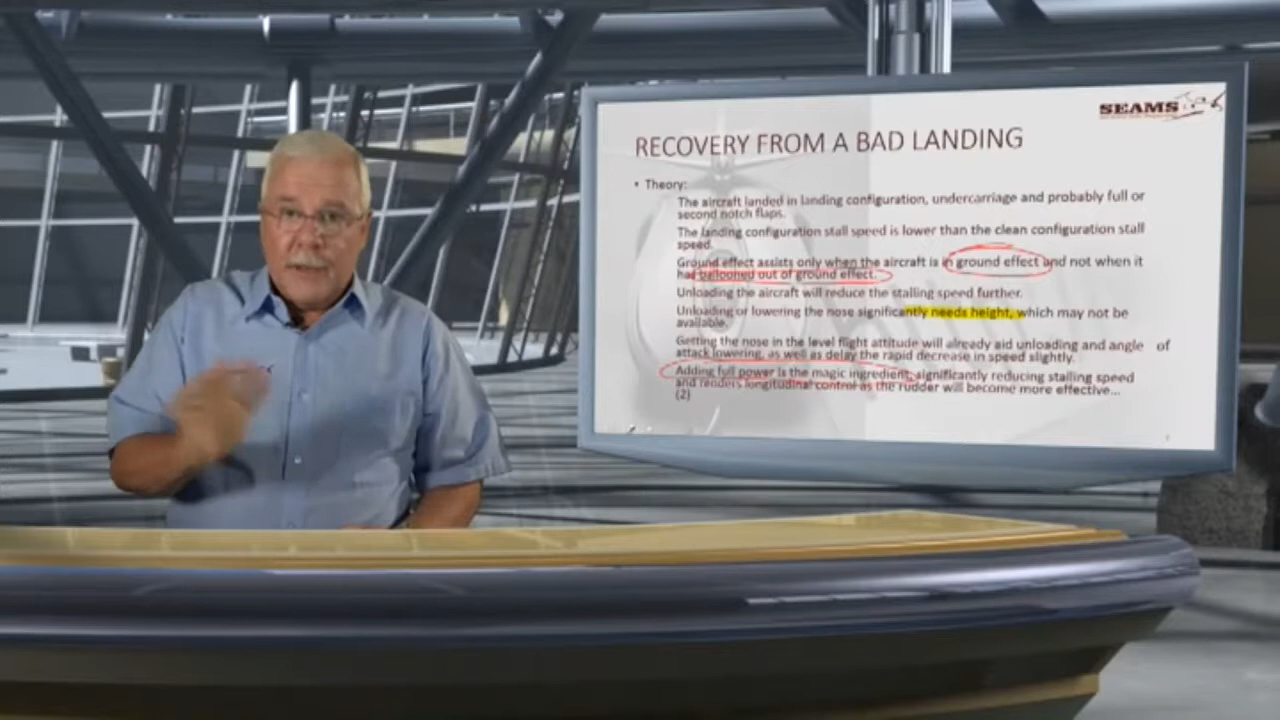 SEAMS
RECOVERY FROM A BAD LANDING
• Theory:
The aircraft landed in landing configuration, undercarriage and probably full or
second notch flaps.
The landing configuration stall speed is lower than the clean configuration stall
speed.
Ground effect assists only when the aircraft is in ground effect and not when it
had ballooned out of ground effect.
Unloading the aircraft will reduce the stalling speed further.
Unloading or lowering the nose significantly needs height, which may not be
available.
Getting the nose in the level flight attitude will already aid unloading and angle of
attack lowering, as well as delay the rapid decrease in speed slightly.
Adding full power is the magic ingredient, significantly reducing stalling speed
and renders longitudinal control as the rudder will become more effective...
(2)